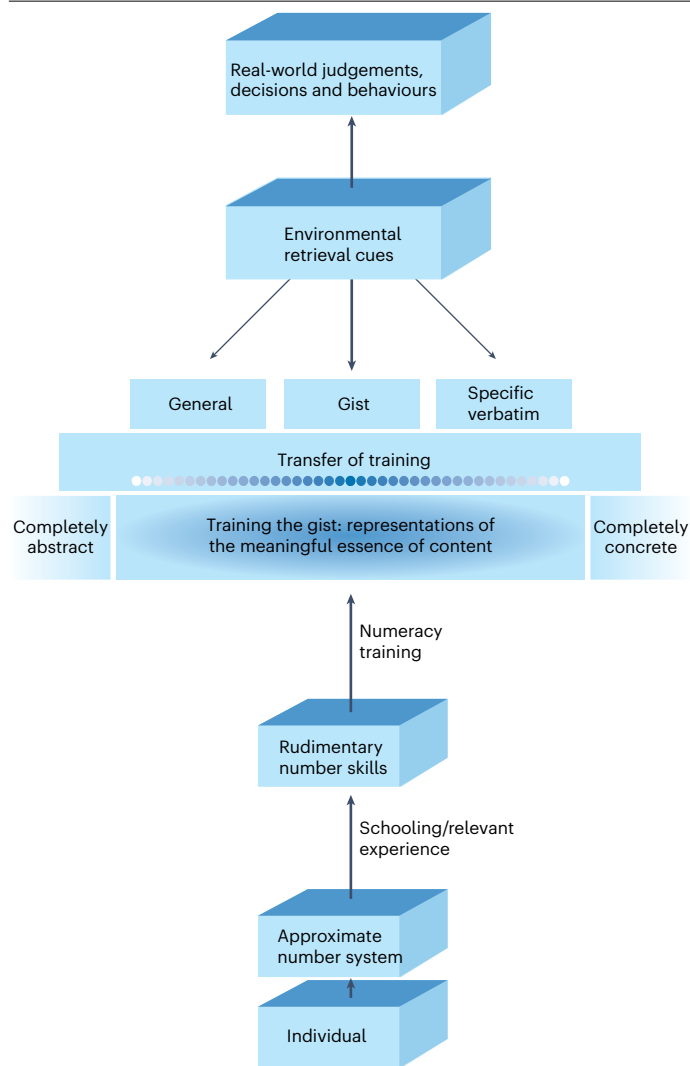 Real-world judgements,
decisions and behaviours
Environmental
retrieval cues
General
Gist
Specific
verbatim
Transfer of training
Completely
abstract
Training the gist: representations of
the meaningful essence of content
Completely
concrete
Numeracy
training
Rudimentary
number skills
Schooling/relevant
experience
Approximate
number system
Individual